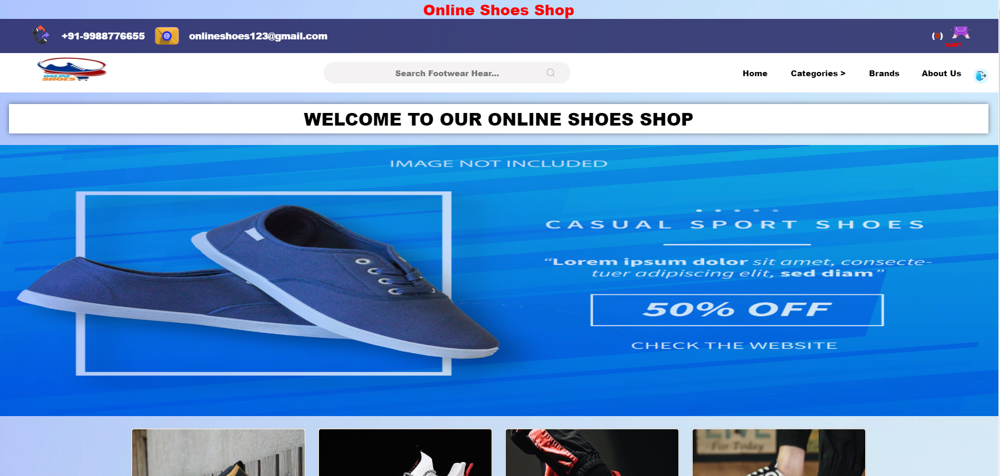 Online Shoes Shop
+91-9988776655
onlineshoes123@gmail.com
(0)
CART
ONLINE
SHOES
Search Footwear Hear...
Home
Categories >
Brands
About Us
WELCOME TO OUR ONLINE SHOES SHOP
IMAGE NOT INCLUDED
CASUAL SPORT SHOES
“Lorem ipsum dolor sit amet, consecte-
tuer adipiscing elit, sed diam”
50% OFF
CHECK THE WEBSITE
For Today